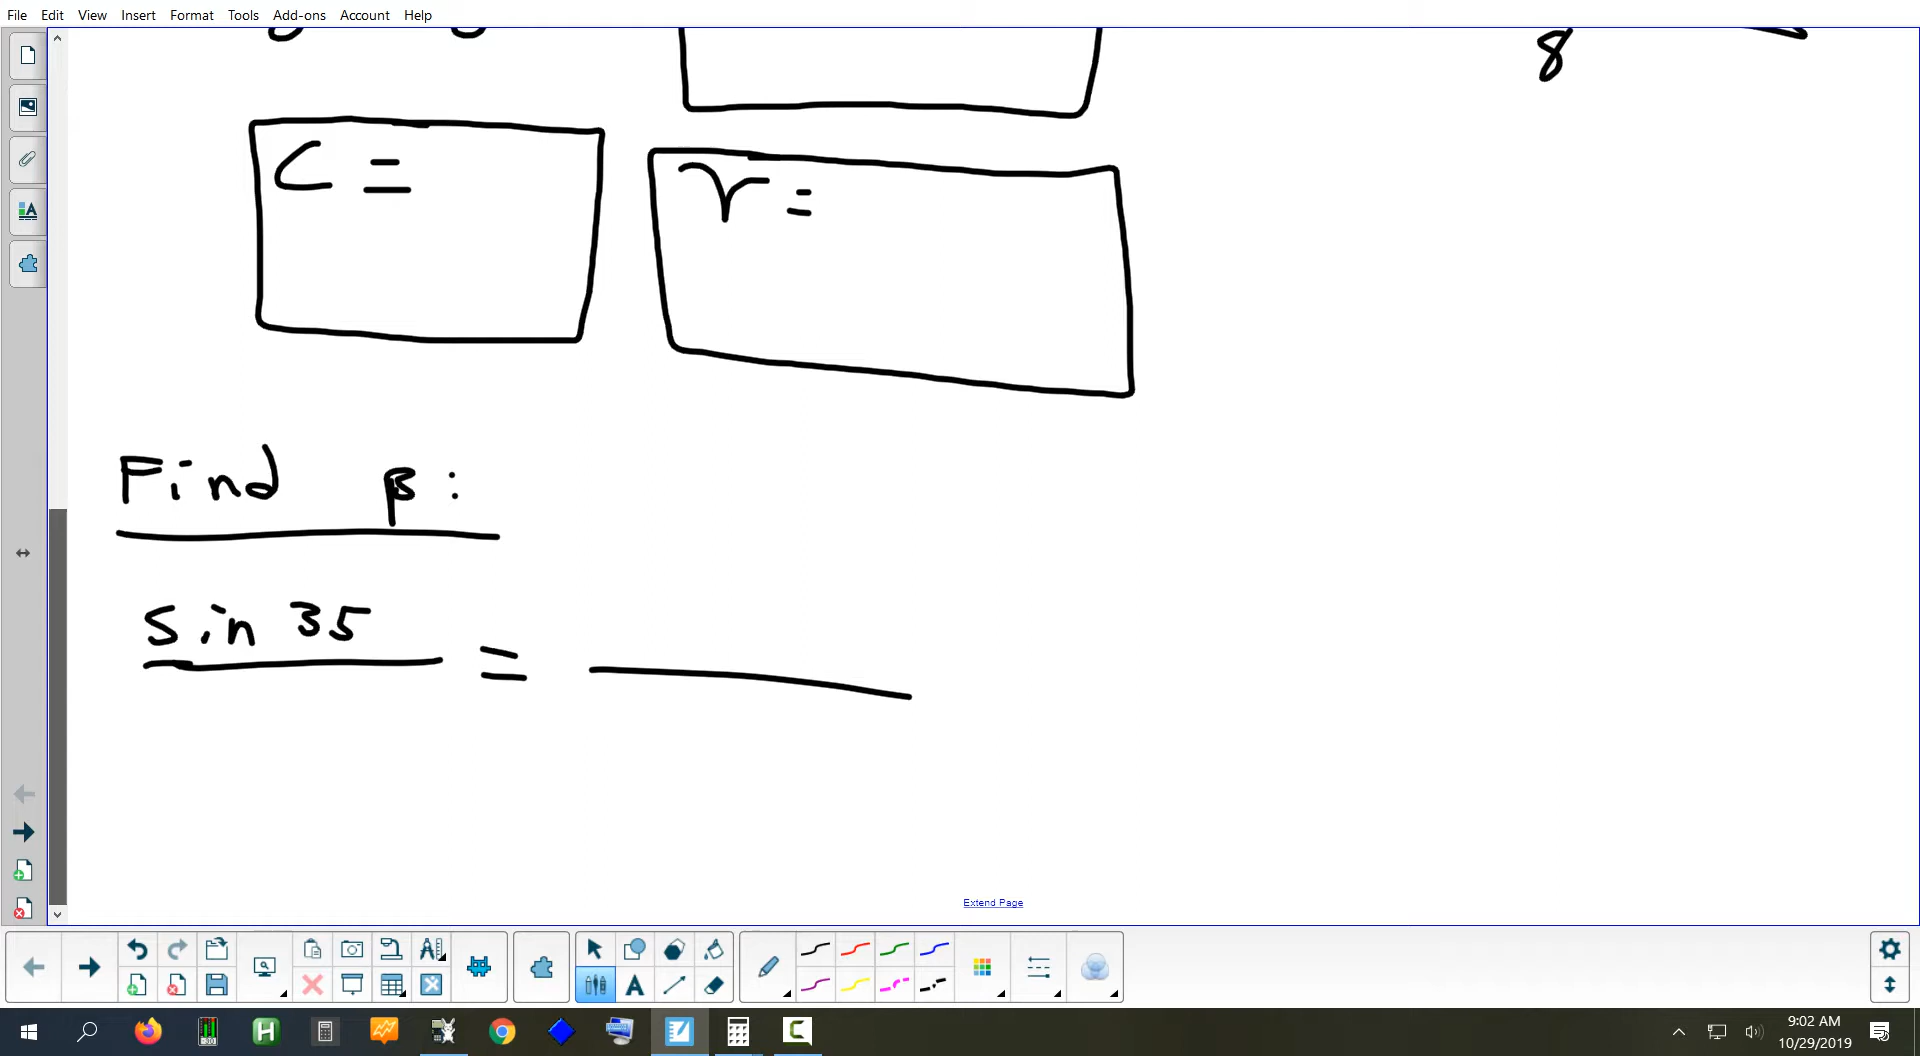 File Edit View Insert Format Tools Add-ons Account Help
8
C =
γ =
Find β:
sin 35
=
Extend Page
9:02 AM
10/29/2019